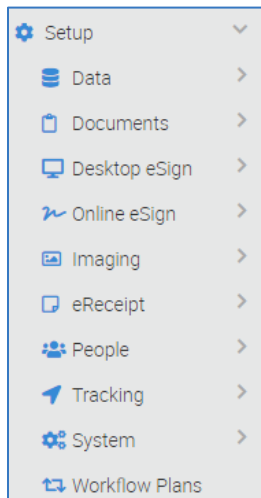 Setup
Data
Documents
Desktop eSign
Online eSign
Imaging
eReceipt
People
Tracking
System
Workflow Plans